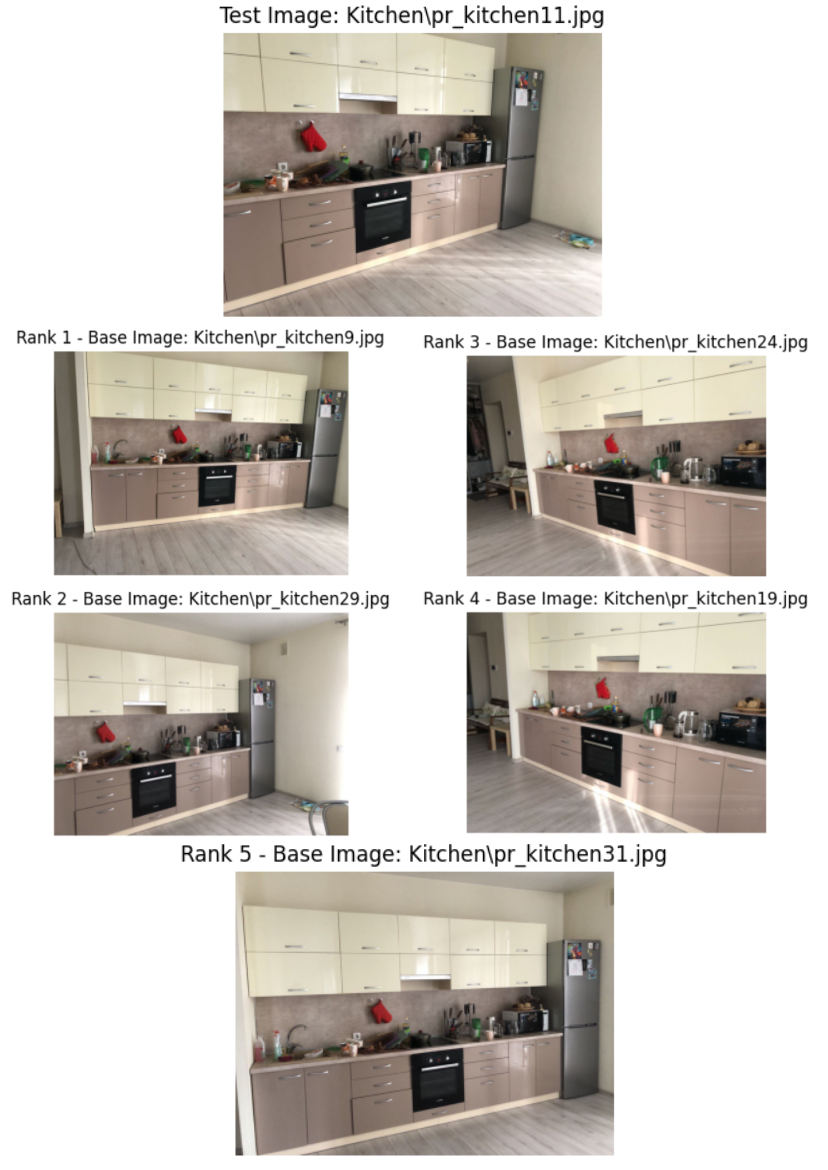 Test Image: Kitchen\pr_kitchen11.jpg
Rank 1 - Base Image: Kitchen\pr_kitchen9.jpg
Rank 3 - Base Image: Kitchen\pr_kitchen24.jpg
Rank 2 - Base Image: Kitchen\pr_kitchen29.jpg
Rank 4 - Base Image: Kitchen\pr_kitchen19.jpg
Rank 5 - Base Image: Kitchen\pr_kitchen31.jpg